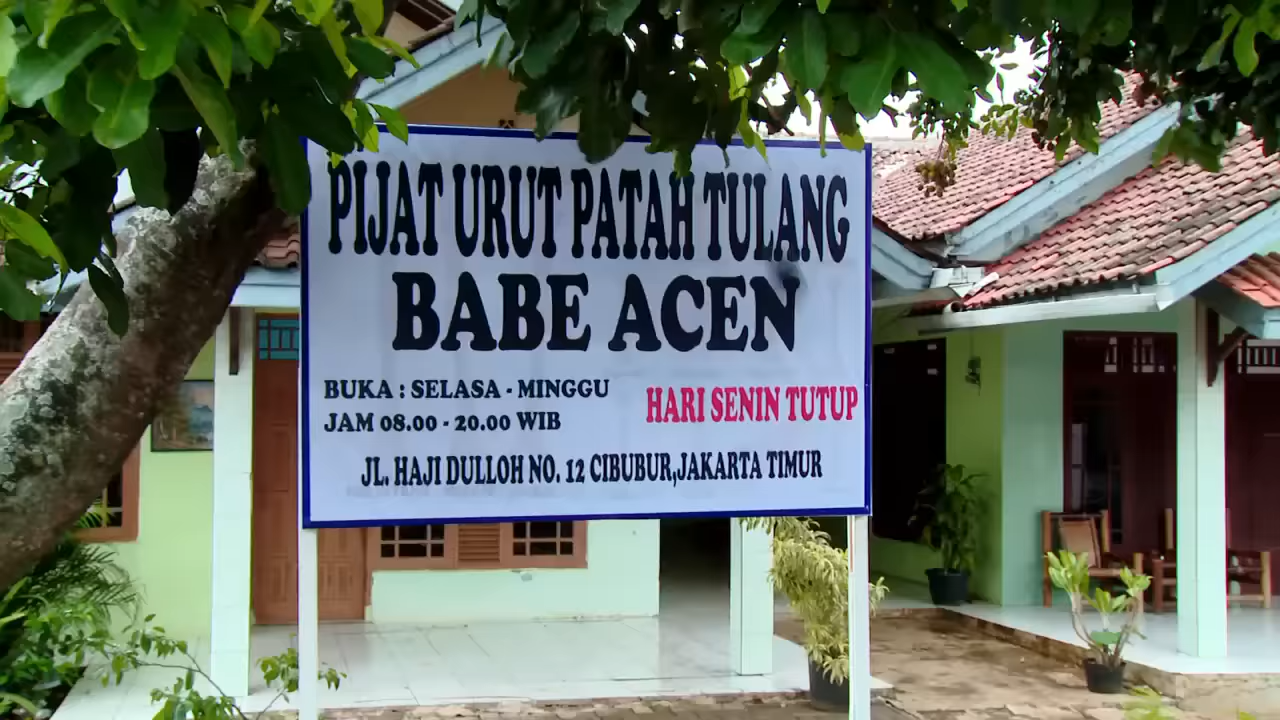 PIJAT URUT PATAH TULANG
BABE ACEN
BUKA : SELASA - MINGGU
JAM 08.00 - 20.00 WIB
HARI SENIN TUTUP
JL. HAJI DULLOH NO. 12 CIBUBUR,JAKARTA TIMUR